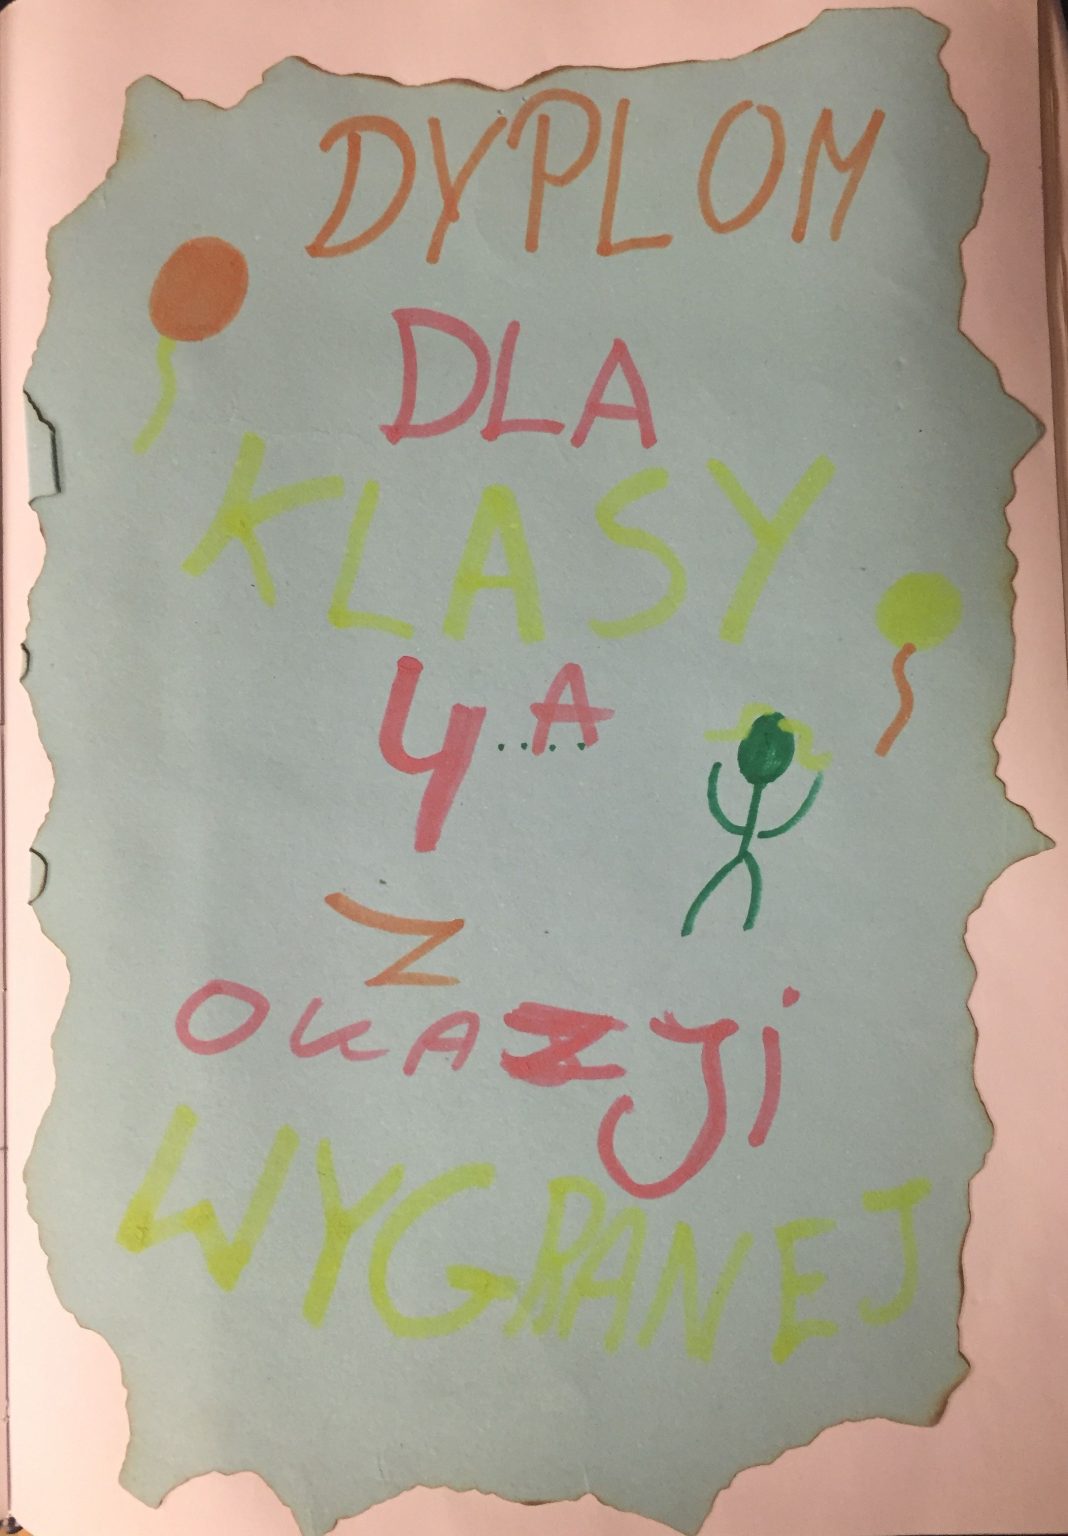 DYPLOM
DLA
KLASY
4 A
Z
OKAZJi
WYGRANEJ